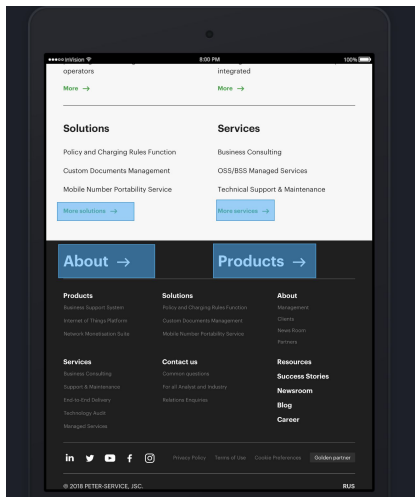 InVision
8:00 PM
100%
operators
integrated
More →
More →
Solutions
Services
Policy and Charging Rules Function
Business Consulting
Custom Documents Management
OSS/BSS Managed Services
Mobile Number Portability Service
Technical Support & Maintenance
More solutions →
More services →
About →
Products →
Products
Solutions
About
Business Support System
Policy and Charging Rules Function
Management
Internet of Things Platform
Custom Documents Management
Clients
Network Monetisation Suite
Mobile Number Portability Service
News Room
Partners
Services
Contact us
Resources
Business Consulting
Common questions
Success Stories
Support & Maintenance
For all Analyst and Industry
Newsroom
End-to-End Delivery
Relations Enquiries
Blog
Technology Audit
Career
Managed Services
Privacy Policy
Terms of Use
Cookie Preferences
Golden partner
© 2018 PETER-SERVICE, JSC.
RUS